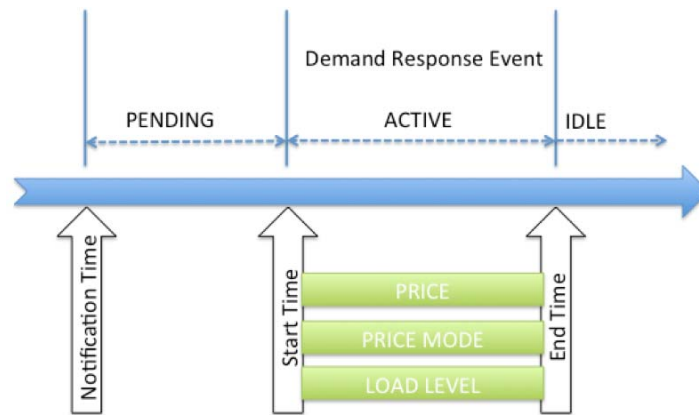 Demand Response Event
PENDING
ACTIVE
IDLE
Notification Time
Start Time
PRICE
PRICE MODE
LOAD LEVEL
End Time